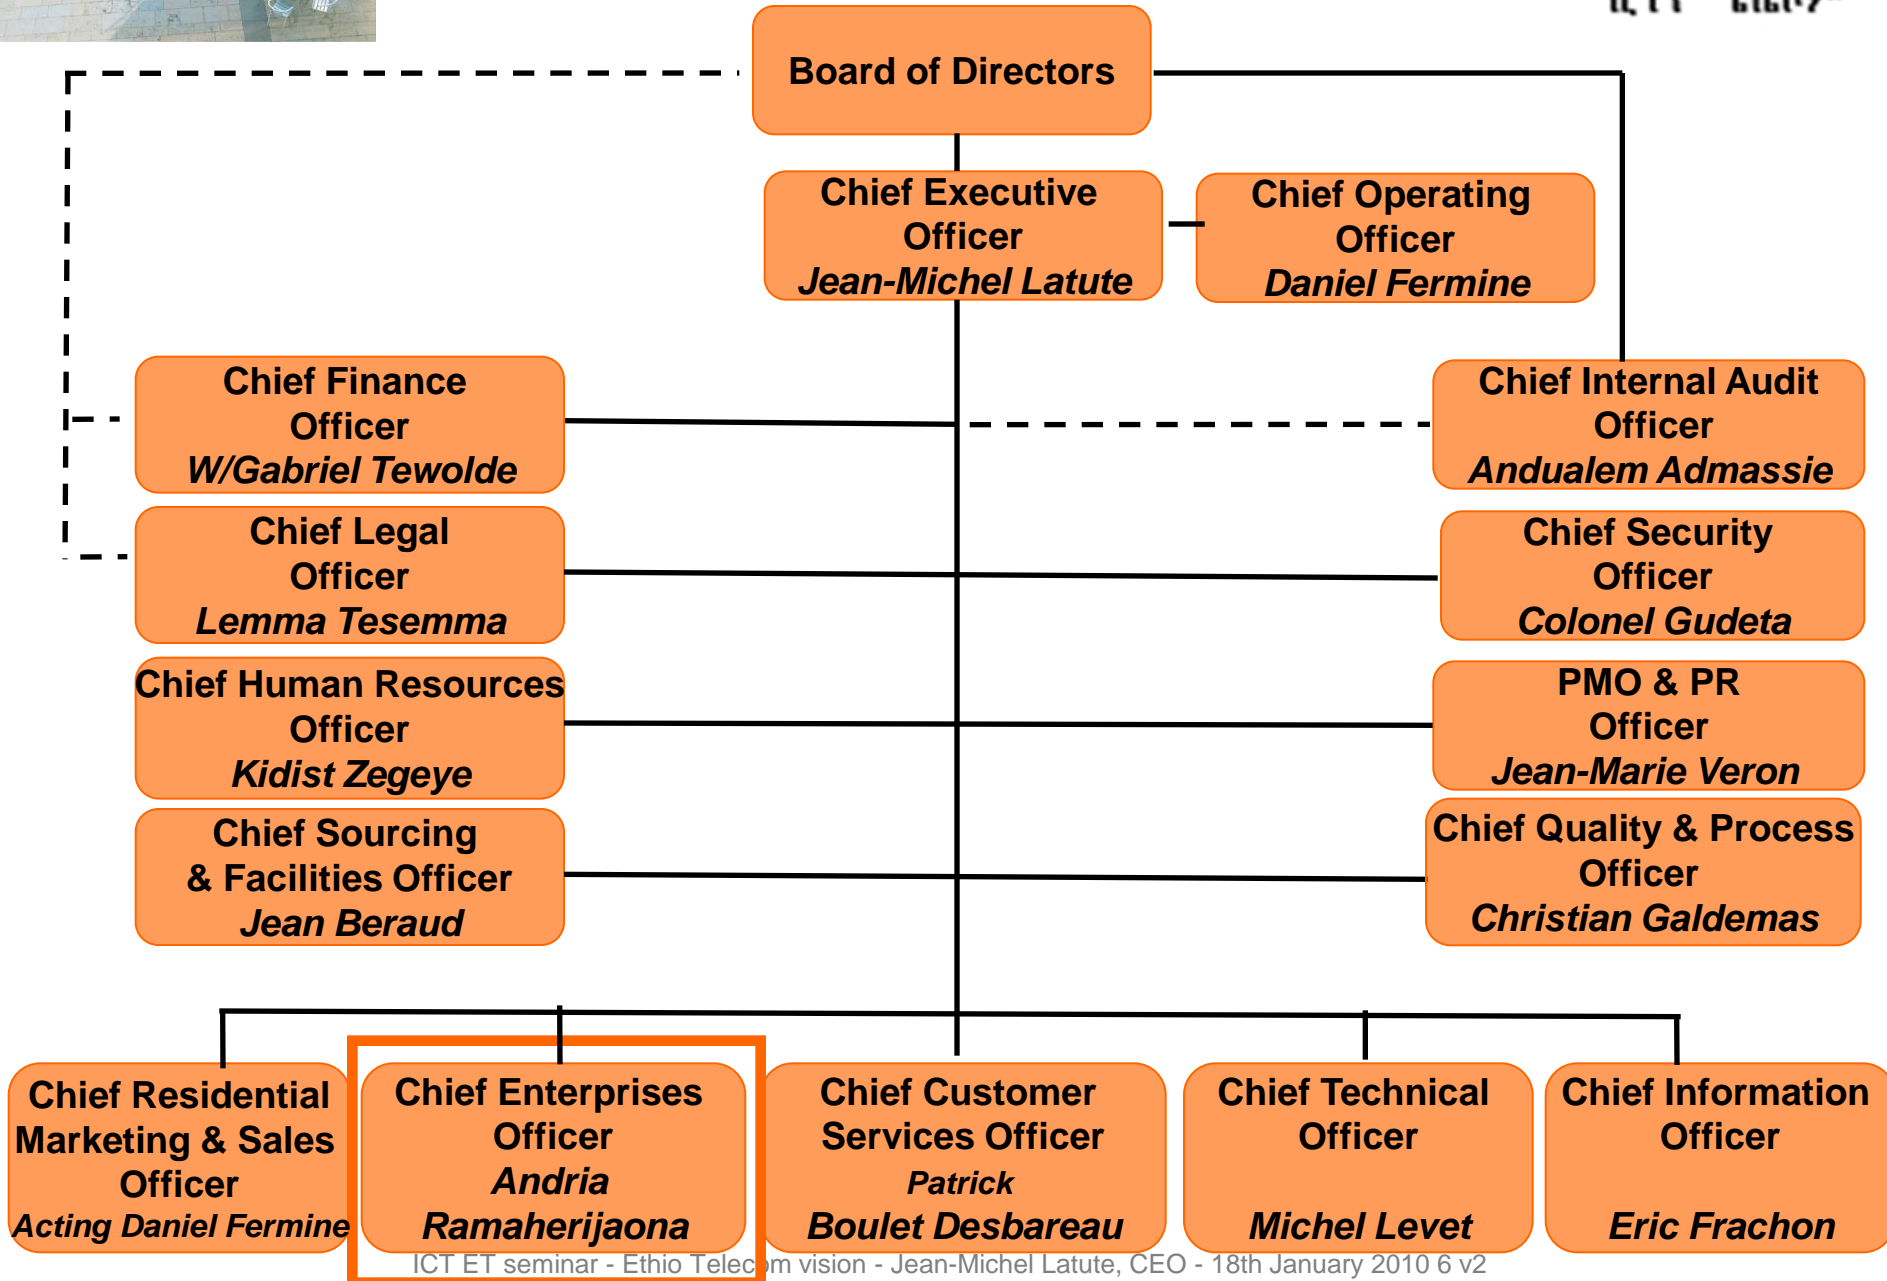 Board of Directors
Chief Executive
Officer
Jean-Michel Latute
Chief Operating
Officer
Daniel Fermine
Chief Finance
Officer
W/Gabriel Tewolde
Chief Internal Audit
Officer
Andualem Admassie
Chief Legal
Officer
Lemma Tesemma
Chief Security
Officer
Colonel Gudeta
Chief Human Resources
Officer
Kidist Zegeye
PMO & PR
Officer
Jean-Marie Veron
Chief Sourcing
& Facilities Officer
Jean Beraud
Chief Quality & Process
Officer
Christian Galdemas
Chief Residential
Marketing & Sales
Officer
Acting Daniel Fermine
Chief Enterprises
Officer
Andria
Ramaherijaona
Chief Customer
Services Officer
Patrick
Boulet Desbareau
Chief Technical
Officer
Michel Levet
Chief Information
Officer
Eric Frachon
ICT ET seminar - Ethio Telecom vision - Jean-Michel Latute, CEO - 18th January 2010 6 v2